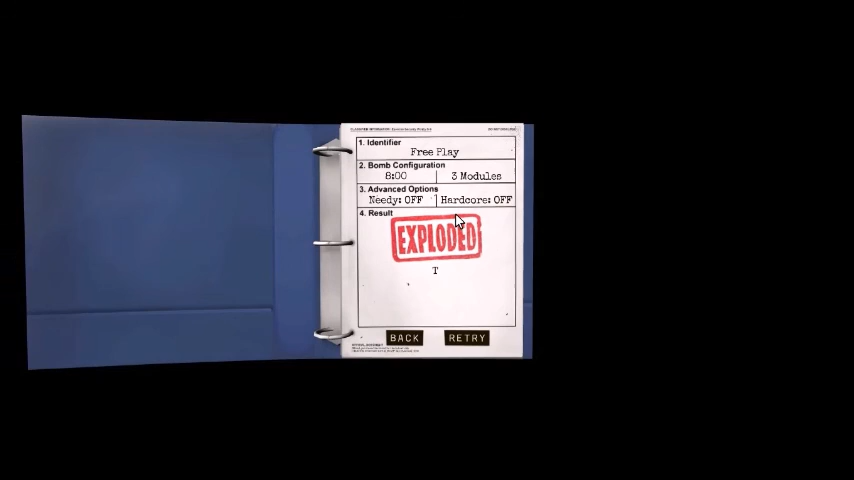 1. Identifier
Free Play
2. Bomb Configuration
8:00 3 Modules
3. Advanced Options
Needy: OFF Hardcore: OFF
4. Result
EXPLODED
T
BACK RETRY